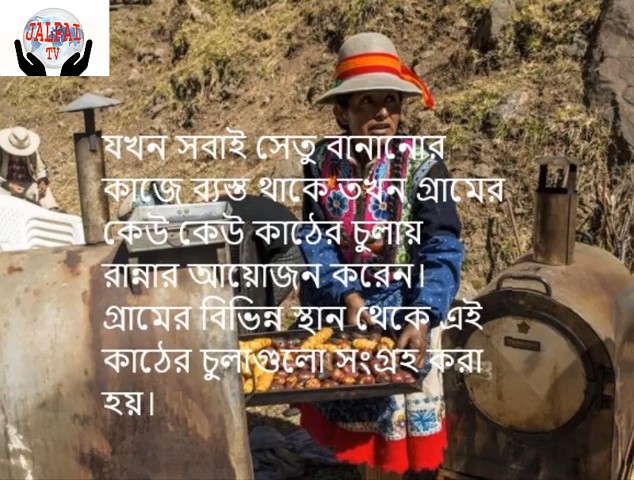 JALPAI
TV
যখন সবাই সেতু বানানোর
কাজে ব্যস্ত থাকে তখন গ্রামের
কেউ কেউ কাঠের চুলায়
রান্নার আয়োজন করেন।
গ্রামের বিভিন্ন স্থান থেকে এই
কাঠের চুলাগুলো সংগ্রহ করা
হয়।